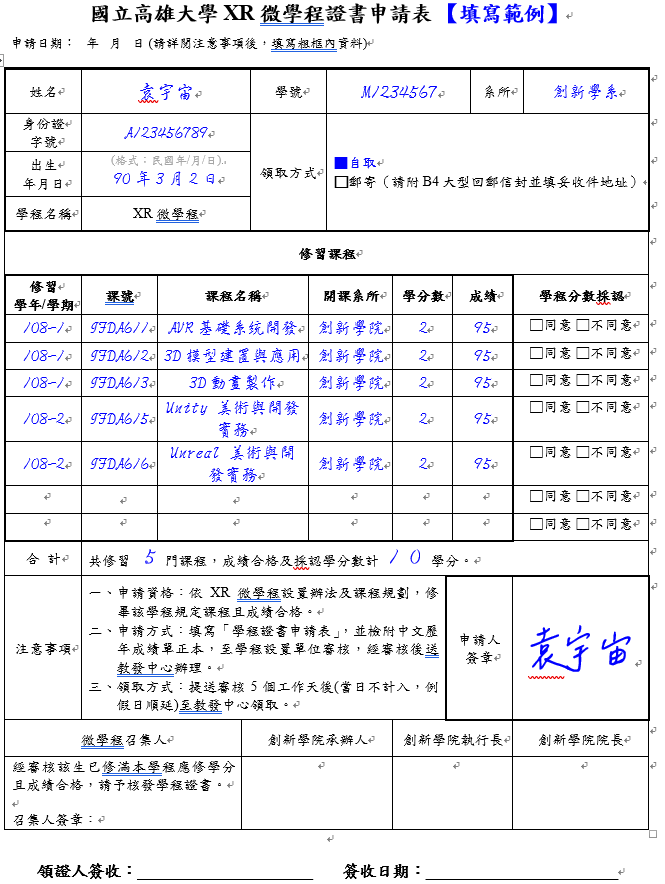 國立高雄大學 XR 微學程證書申請表【填寫範例】
申請日期： 年 月 日 (請詳閱注意事項後，填寫粗框內資料)
姓名 袁宇宙 學號 M1234567 系所 創新學系
身份證字號 A123456789
出生年月日 (格式：民國年/月/日).
90 年 3 月 2 日
領取方式 ■自取
□郵寄（請附 B4 大型回郵信封並填妥收件地址）
學程名稱 XR 微學程
修習課程
修習學年/學期 課號 課程名稱 開課系所 學分數 成績 學程分數採認
108-1 IFDA611 AVR 基礎系統開發 創新學院 2 95 □同意 □不同意
108-1 IFDA612 3D 模型建置與應用 創新學院 2 95 □同意 □不同意
108-1 IFDA613 3D 動畫製作 創新學院 2 95 □同意 □不同意
108-2 IFDA615 Unity 美術與開發實務 創新學院 2 95 □同意 □不同意
108-2 IFDA616 Unreal 美術與開發實務 創新學院 2 95 □同意 □不同意
□同意 □不同意
□同意 □不同意
合 計 共修習 5 門課程，成績合格及採認學分數計 10 學分。
注意事項
一、申請資格：依 XR 微學程設置辦法及課程規劃，修
畢該學程規定課程且成績合格。
二、申請方式：填寫「學程證書申請表」，並檢附中文歷
年成績單正本，至學程設置單位審核，經審核後送
教發中心辦理。
三、領取方式：提送審核 5 個工作天後(當日不計入，例
假日順延)至教發中心領取。
申請人
簽章
袁宇宙
微學程召集人 創新學院承辦人 創新學院執行長 創新學院院長
經審核該生已修滿本學程應修學分
且成績合格，請予核發學程證書。
召集人簽章：
領證人簽收： 簽收日期：